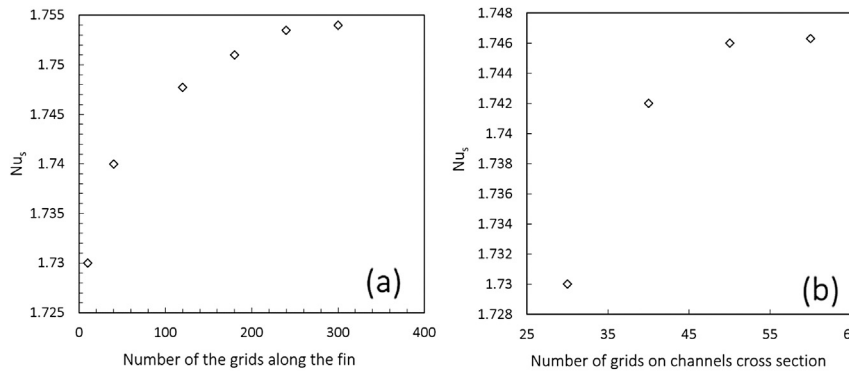 1.755
1.75
1.745
1.74
1.735
1.73
1.725
Nu_s
0 100 200 300 400
Number of the grids along the fin
(a)
1.748
1.746
1.744
1.742
1.74
1.738
1.736
1.734
1.732
1.73
1.728
Nu_s
25 35 45 55
Number of grids on channels cross section
(b)